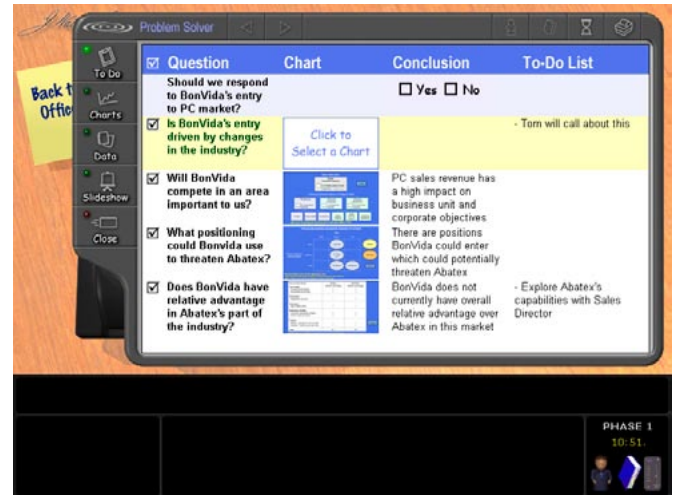 Problem Solver
To Do
Charts
Data
Slideshow
Close
Back t
Offic
Question Chart Conclusion To-Do List
Should we respond
to BonVida's entry
to PC market?
Yes No
Is BonVida's entry
driven by changes
in the industry?
Click to
Select a Chart
- Tom will call about this
Will BonVida
compete in an area
important to us?
PC sales revenue has
a high impact on
business unit and
corporate objectives
What positioning
could Bonvida use
to threaten Abatex?
There are positions
BonVida could enter
which could potentially
threaten Abatex
Does BonVida have
relative advantage
in Abatex's part of
the industry?
BonVida does not
currently have overall
relative advantage over
Abatex in this market
- Explore Abatex's
capabilities with Sales
Director
PHASE 1
10:51.